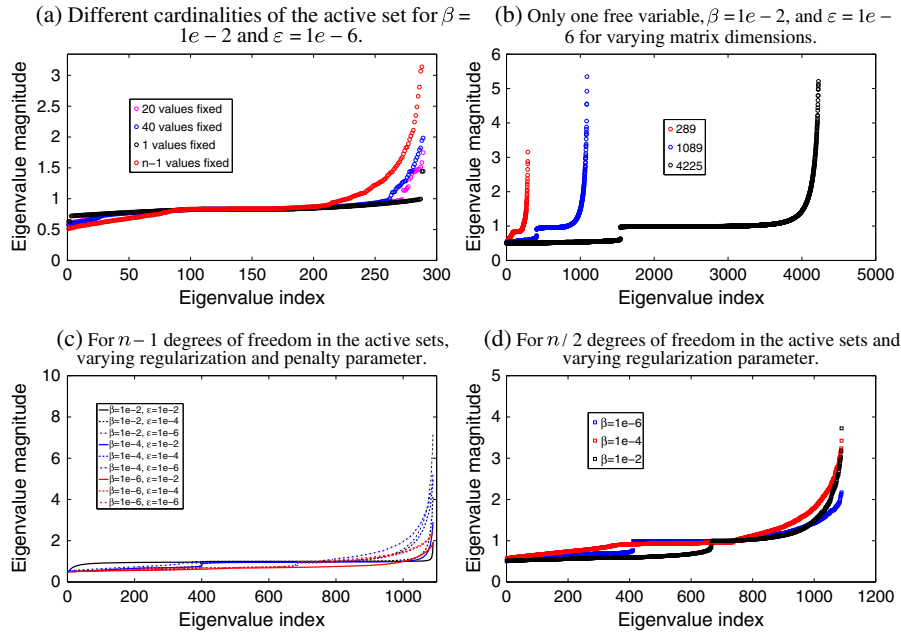 (a) Different cardinalities of the active set for β =
1e − 2 and ε = 1e − 6.
Eigenvalue magnitude
3
2.5
2
1.5
1
0.5
0
20 values fixed
40 values fixed
1 values fixed
n−1 values fixed
0
50
100
150
200
250
300
Eigenvalue index
(b) Only one free variable, β = 1e − 2, and ε = 1e −
6 for varying matrix dimensions.
Eigenvalue magnitude
6
5
4
3
2
1
0
289
1089
4225
0
1000
2000
3000
4000
5000
Eigenvalue index
(c) For n − 1 degrees of freedom in the active sets,
varying regularization and penalty parameter.
Eigenvalue magnitude
10
8
6
4
2
0
β=1e−2, ε=1e−2
β=1e−2, ε=1e−4
β=1e−2, ε=1e−6
β=1e−4, ε=1e−2
β=1e−4, ε=1e−4
β=1e−4, ε=1e−6
β=1e−6, ε=1e−2
β=1e−6, ε=1e−4
β=1e−6, ε=1e−6
0
200
400
600
800
1000
Eigenvalue index
(d) For n/2 degrees of freedom in the active sets and
varying regularization parameter.
Eigenvalue magnitude
5
4
3
2
1
0
β=1e−6
β=1e−4
β=1e−2
0
200
400
600
800
1000
1200
Eigenvalue index